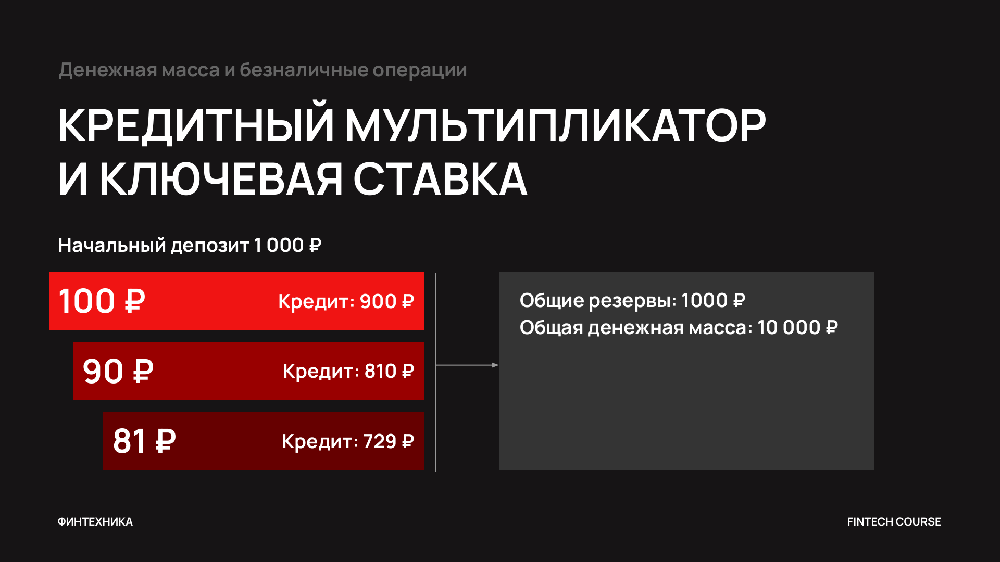 Денежная масса и безналичные операции
КРЕДИТНЫЙ МУЛЬТИПЛИКАТОР
И КЛЮЧЕВАЯ СТАВКА
Начальный депозит 1 000 ₽
100 ₽ Кредит: 900 ₽
90 ₽ Кредит: 810 ₽
81 ₽ Кредит: 729 ₽
Общие резервы: 1000 ₽
Общая денежная масса: 10 000 ₽
ФИНТЕХНИКА
FINTECH COURSE